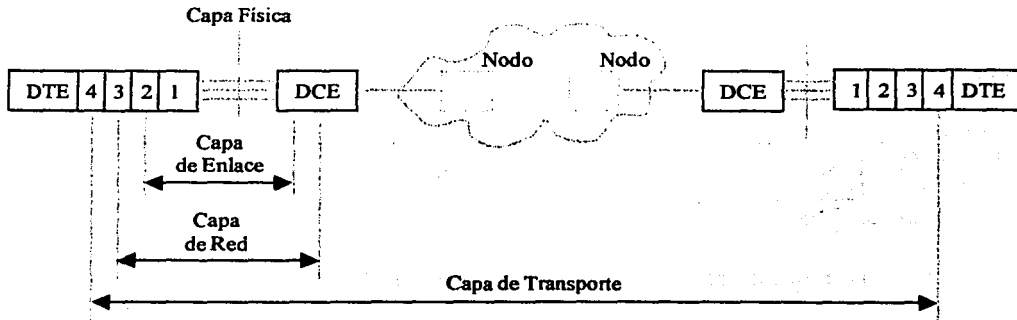 Capa Física
Nodo Nodo
DTE 4 3 2 1 DCE DCE 1 2 3 4 DTE
Capa
de Enlace
Capa
de Red
Capa de Transporte